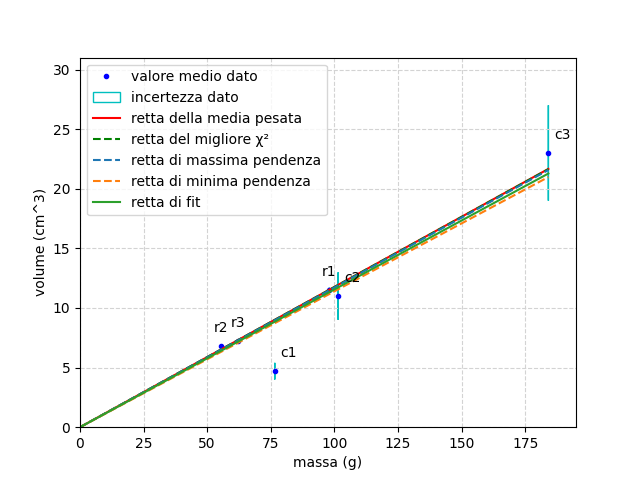 valore medio dato
incertezza dato
retta della media pesata
retta del migliore χ²
retta di massima pendenza
retta di minima pendenza
retta di fit
30
25
20
15
10
5
0
volume (cm^3)
c3
r1
c2
r2
r3
c1
0
25
50
75
100
125
150
175
massa (g)